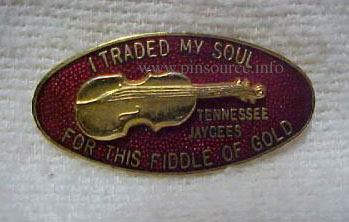 I TRADED MY SOUL
www.pinsource.info
TENNESSEE
JAYCEES
FOR THIS FIDDLE OF GOLD